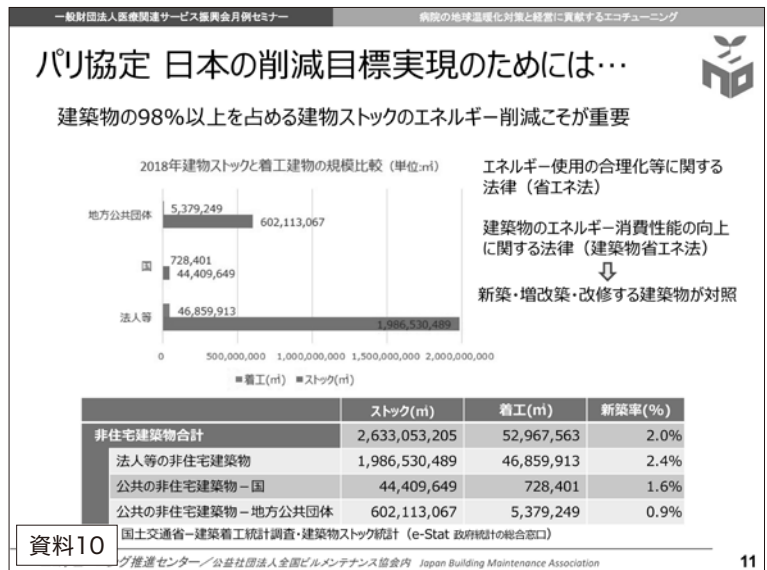 一般財団法人医療関連サービス振興会月例セミナー
病院の地球温暖化対策と経営に貢献するエコチューニング
パリ協定 日本の削減目標実現のためには…
建築物の98%以上を占める建物ストックのエネルギー削減こそが重要
2018年建物ストックと着工建物の規模比較（単位:㎡）
地方公共団体
5,379,249
602,113,067
国
728,401
44,409,649
法人等
46,859,913
1,986,530,489
0 500,000,000 1,000,000,000 1,500,000,000 2,000,000,000
■着工(㎡) ■ストック(㎡)
エネルギー使用の合理化等に関する
法律（省エネ法）
建築物のエネルギー消費性能の向上
に関する法律（建築物省エネ法）
⇩
新築・増改築・改修する建築物が対照
ストック(㎡) 着工(㎡) 新築率(%)
非住宅建築物合計 2,633,053,205 52,967,563 2.0%
法人等の非住宅建築物 1,986,530,489 46,859,913 2.4%
公共の非住宅建築物－国 44,409,649 728,401 1.6%
公共の非住宅建築物－地方公共団体 602,113,067 5,379,249 0.9%
国土交通省－建築着工統計調査・建築物ストック統計（e-Stat 政府統計の総合窓口）
資料10
グ推進センター／公益社団法人全国ビルメンテナンス協会内 Japan Building Maintenance Association
11